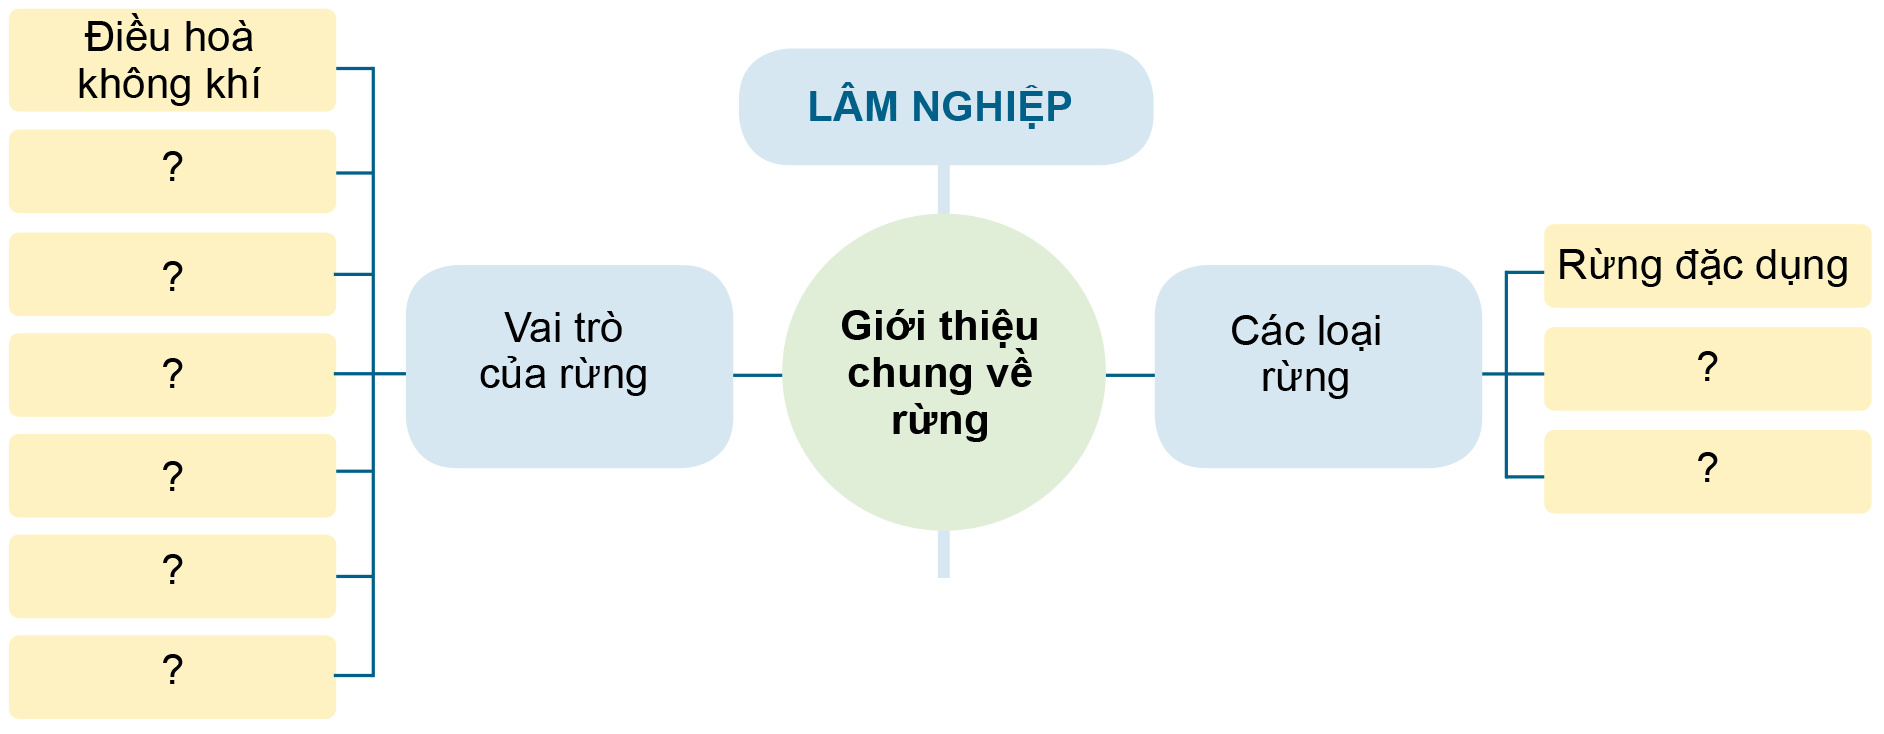 LÂM NGHIỆP
Điều hoà
không khí
?
?
?
?
?
?
Vai trò
của rừng
Giới thiệu
chung về
rừng
Các loại
rừng
Rừng đặc dụng
?
?